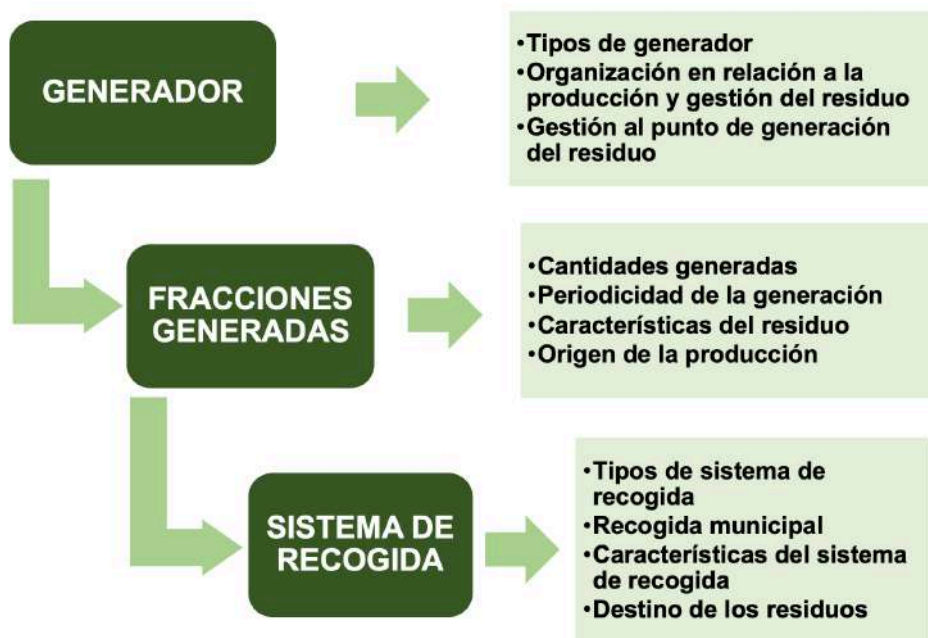 GENERADOR
•Tipos de generador
•Organización en relación a la
producción y gestión del residuo
•Gestión al punto de generación
del residuo
FRACCIONES
GENERADAS
•Cantidades generadas
•Periodicidad de la generación
•Características del residuo
•Origen de la producción
SISTEMA DE
RECOGIDA
•Tipos de sistema de
recogida
•Recogida municipal
•Características del sistema
de recogida
•Destino de los residuos